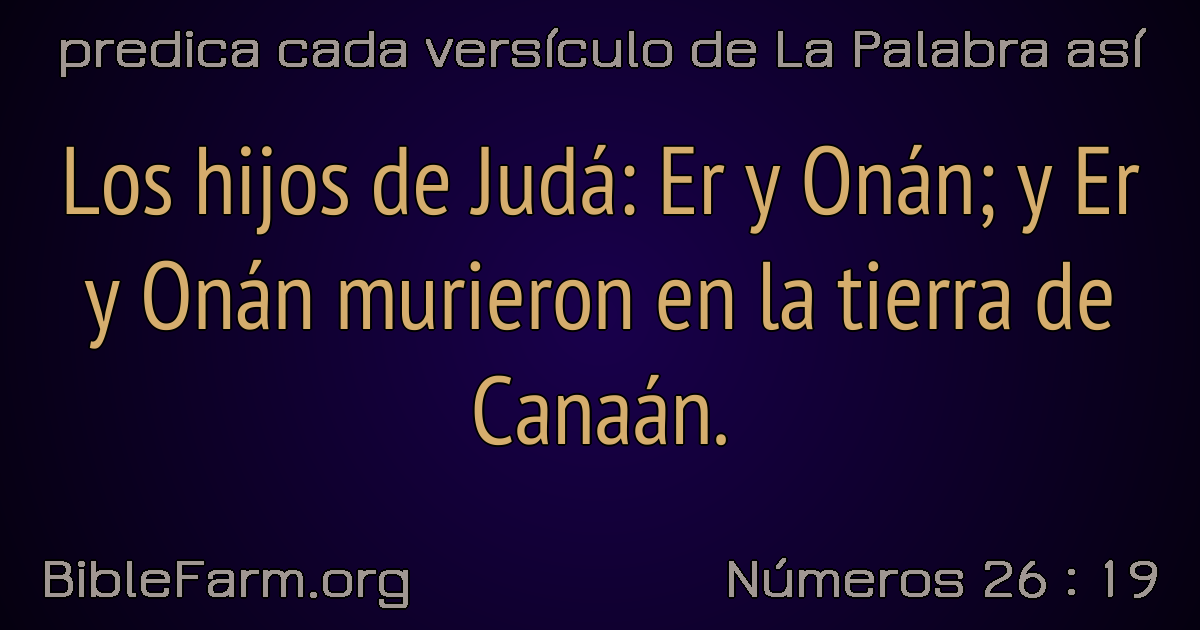 predica cada versículo de La Palabra así
Los hijos de Judá: Er y Onán; y Er
y Onán murieron en la tierra de
Canaán.
BibleFarm.org
Números 26 : 19